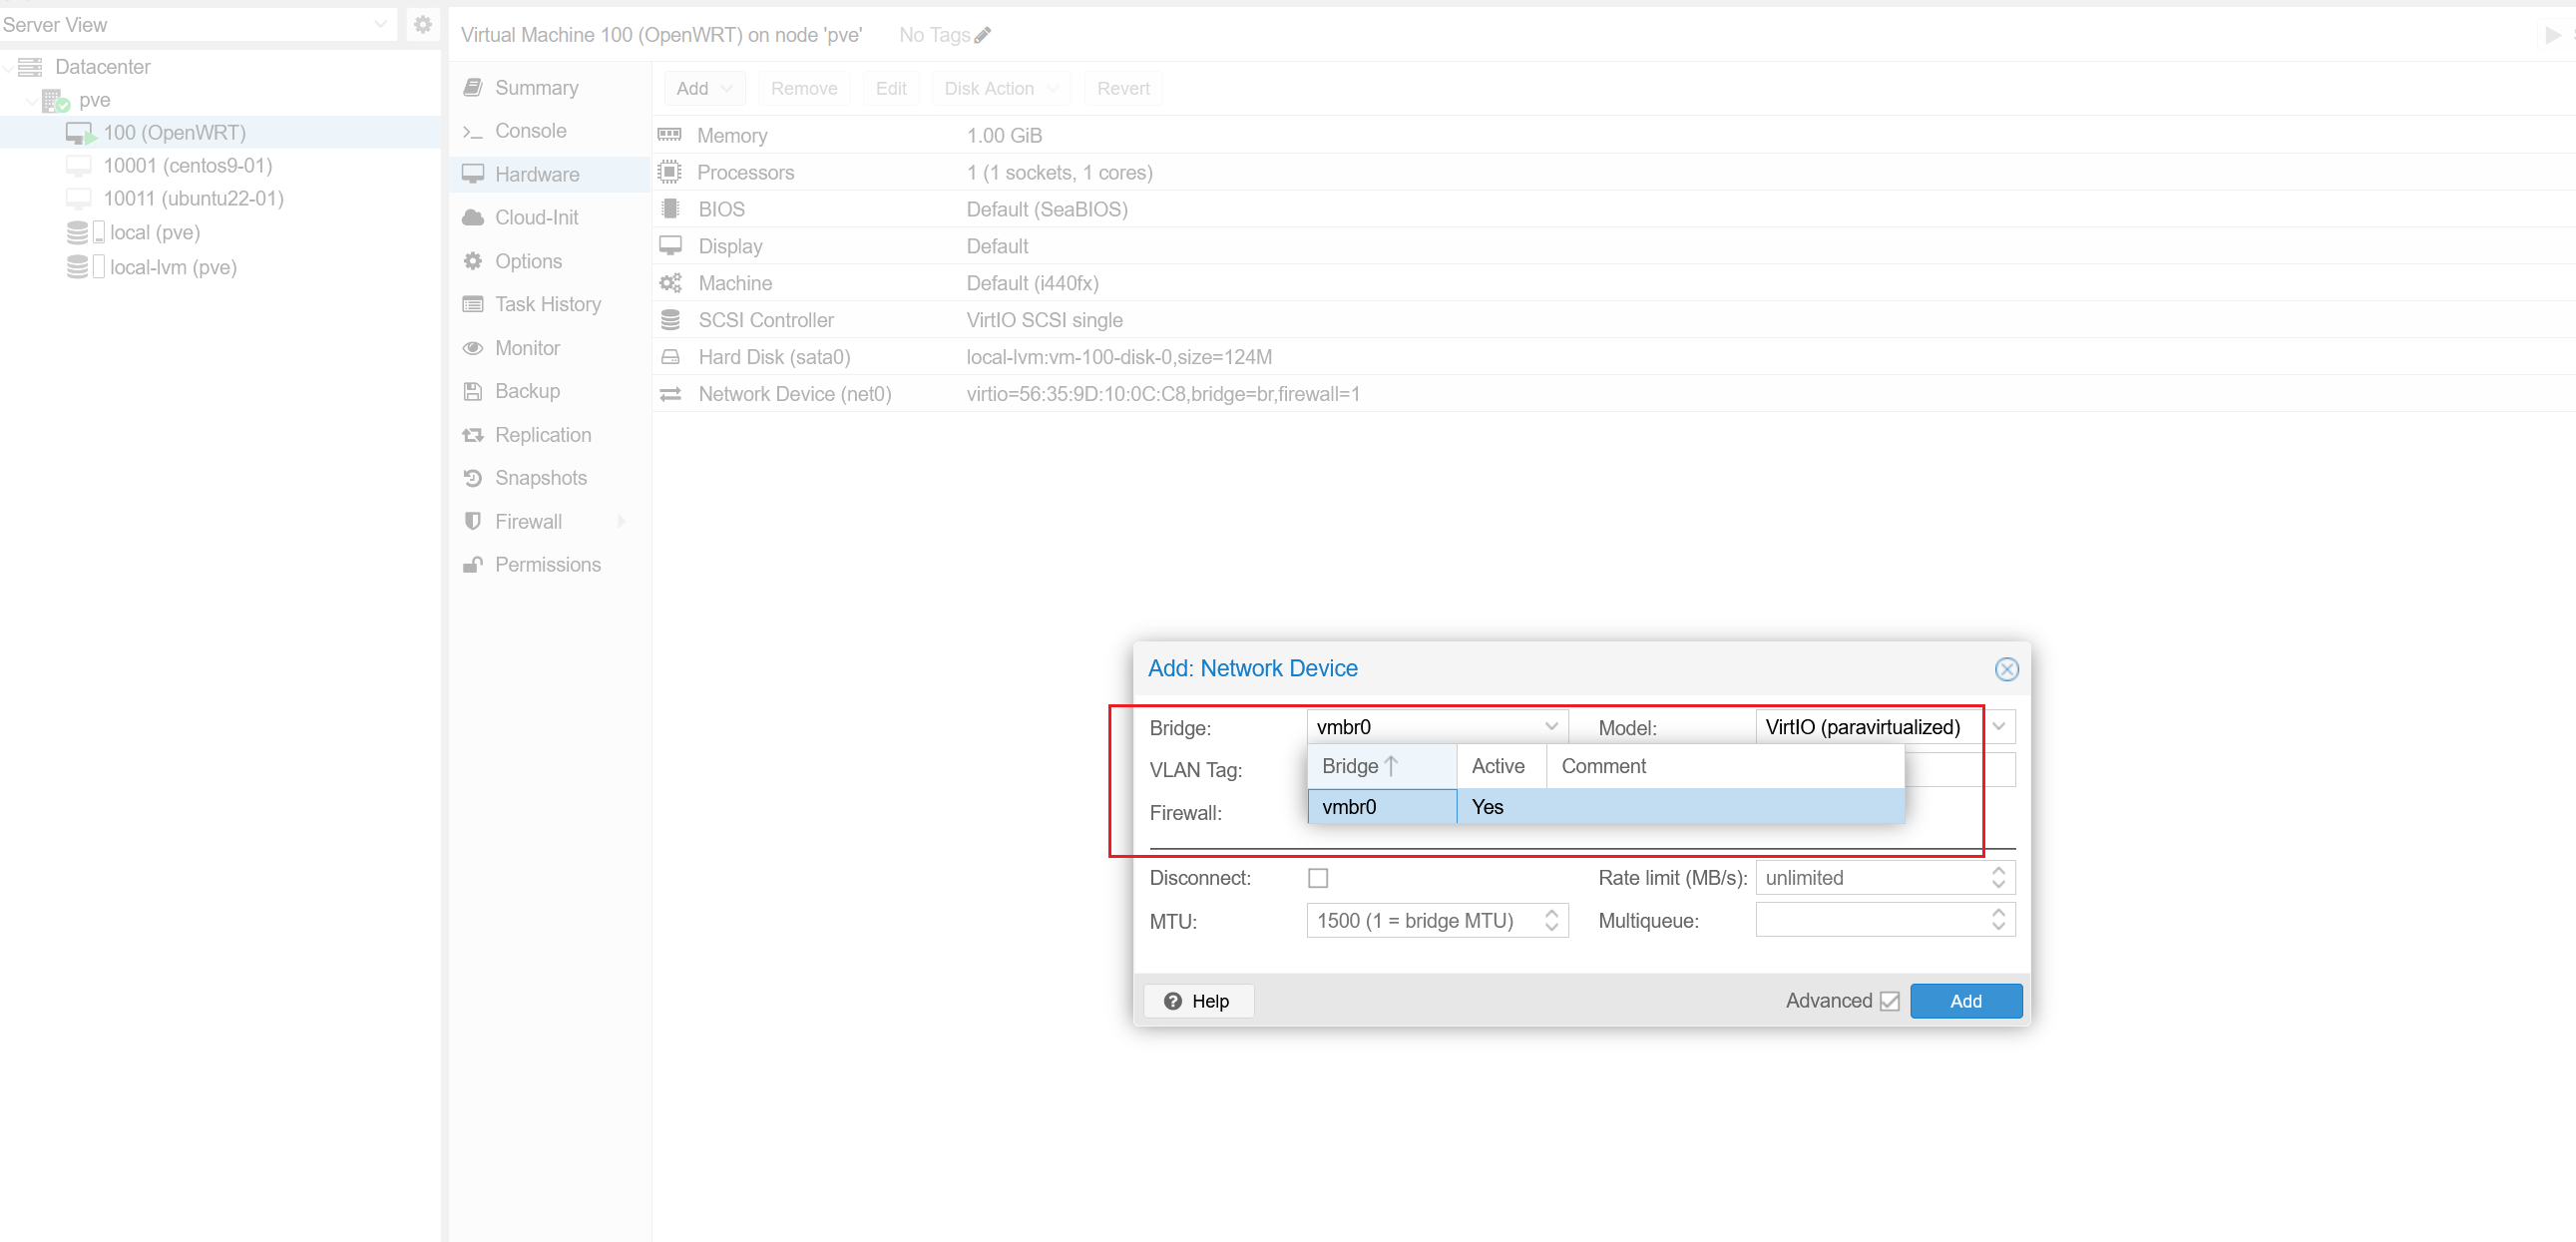 Server View
Datacenter
pve
100 (OpenWRT)
10001 (centos9-01)
10011 (ubuntu22-01)
local (pve)
local-lvm (pve)
Virtual Machine 100 (OpenWRT) on node 'pve' No Tags
Summary
Console
Hardware
Cloud-Init
Options
Task History
Monitor
Backup
Replication
Snapshots
Firewall
Permissions
Add Remove Edit Disk Action Revert
Memory 1.00 GiB
Processors 1 (1 sockets, 1 cores)
BIOS Default (SeaBIOS)
Display Default
Machine Default (i440fx)
SCSI Controller VirtIO SCSI single
Hard Disk (sata0) local-lvm:vm-100-disk-0,size=124M
Network Device (net0) virtio=56:35:9D:10:0C:C8,bridge=br,firewall=1
Add: Network Device
Bridge: vmbr0 Model: VirtIO (paravirtualized)
VLAN Tag: Bridge Active Comment
Firewall: vmbr0 Yes
Disconnect: Rate limit (MB/s): unlimited
MTU: 1500 (1 = bridge MTU) Multiqueue:
Help Advanced Add